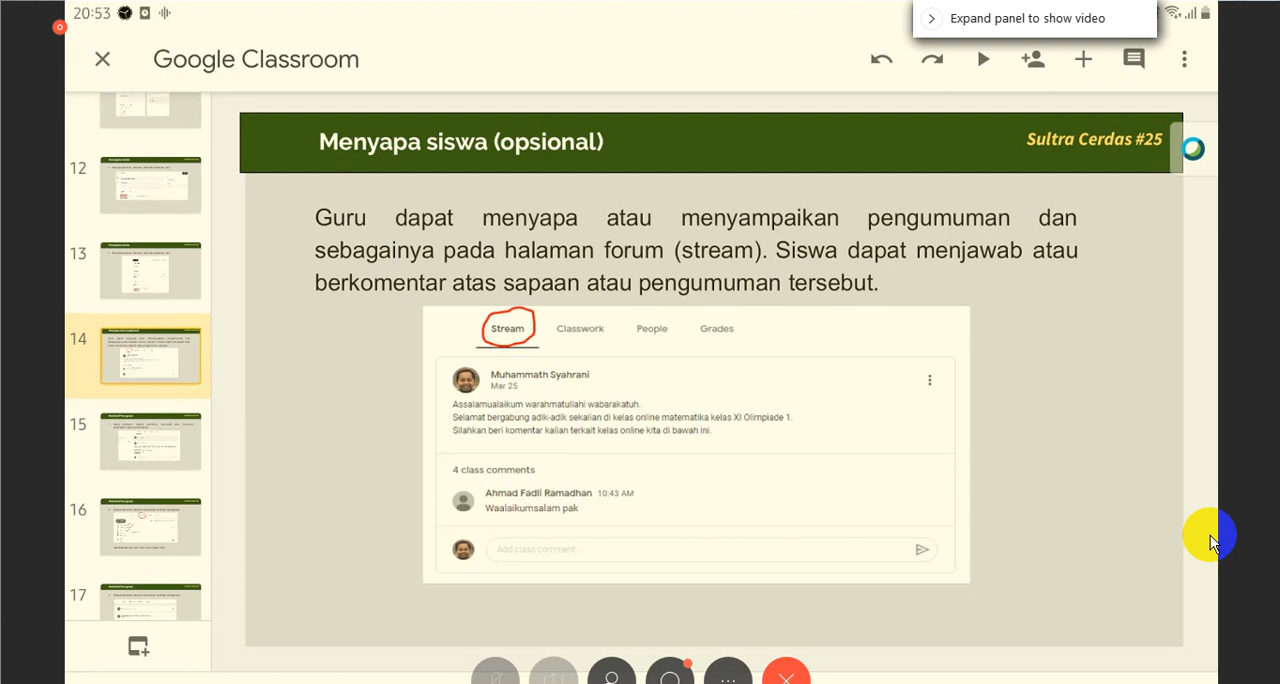 20:53
Expand panel to show video
Google Classroom
12
13
14
15
16
17
Menyapa siswa (opsional)
Sultra Cerdas #25
Guru dapat menyapa atau menyampaikan pengumuman dan
sebagainya pada halaman forum (stream). Siswa dapat menjawab atau
berkomentar atas sapaan atau pengumuman tersebut.
Stream Classwork People Grades
Muhammath Syahrani
Mar 25
Assalamualaikum warahmatullahi wabarakatuh.
Selamat bergabung adik-adik sekalian di kelas online matematika kelas XI Olimpiade 1.
Silahkan beri komentar kalian terkait kelas online kita di bawah ini.
4 class comments
Ahmad Fadli Ramadhan 10:43 AM
Waalaikumsalam pak
Add class comment...